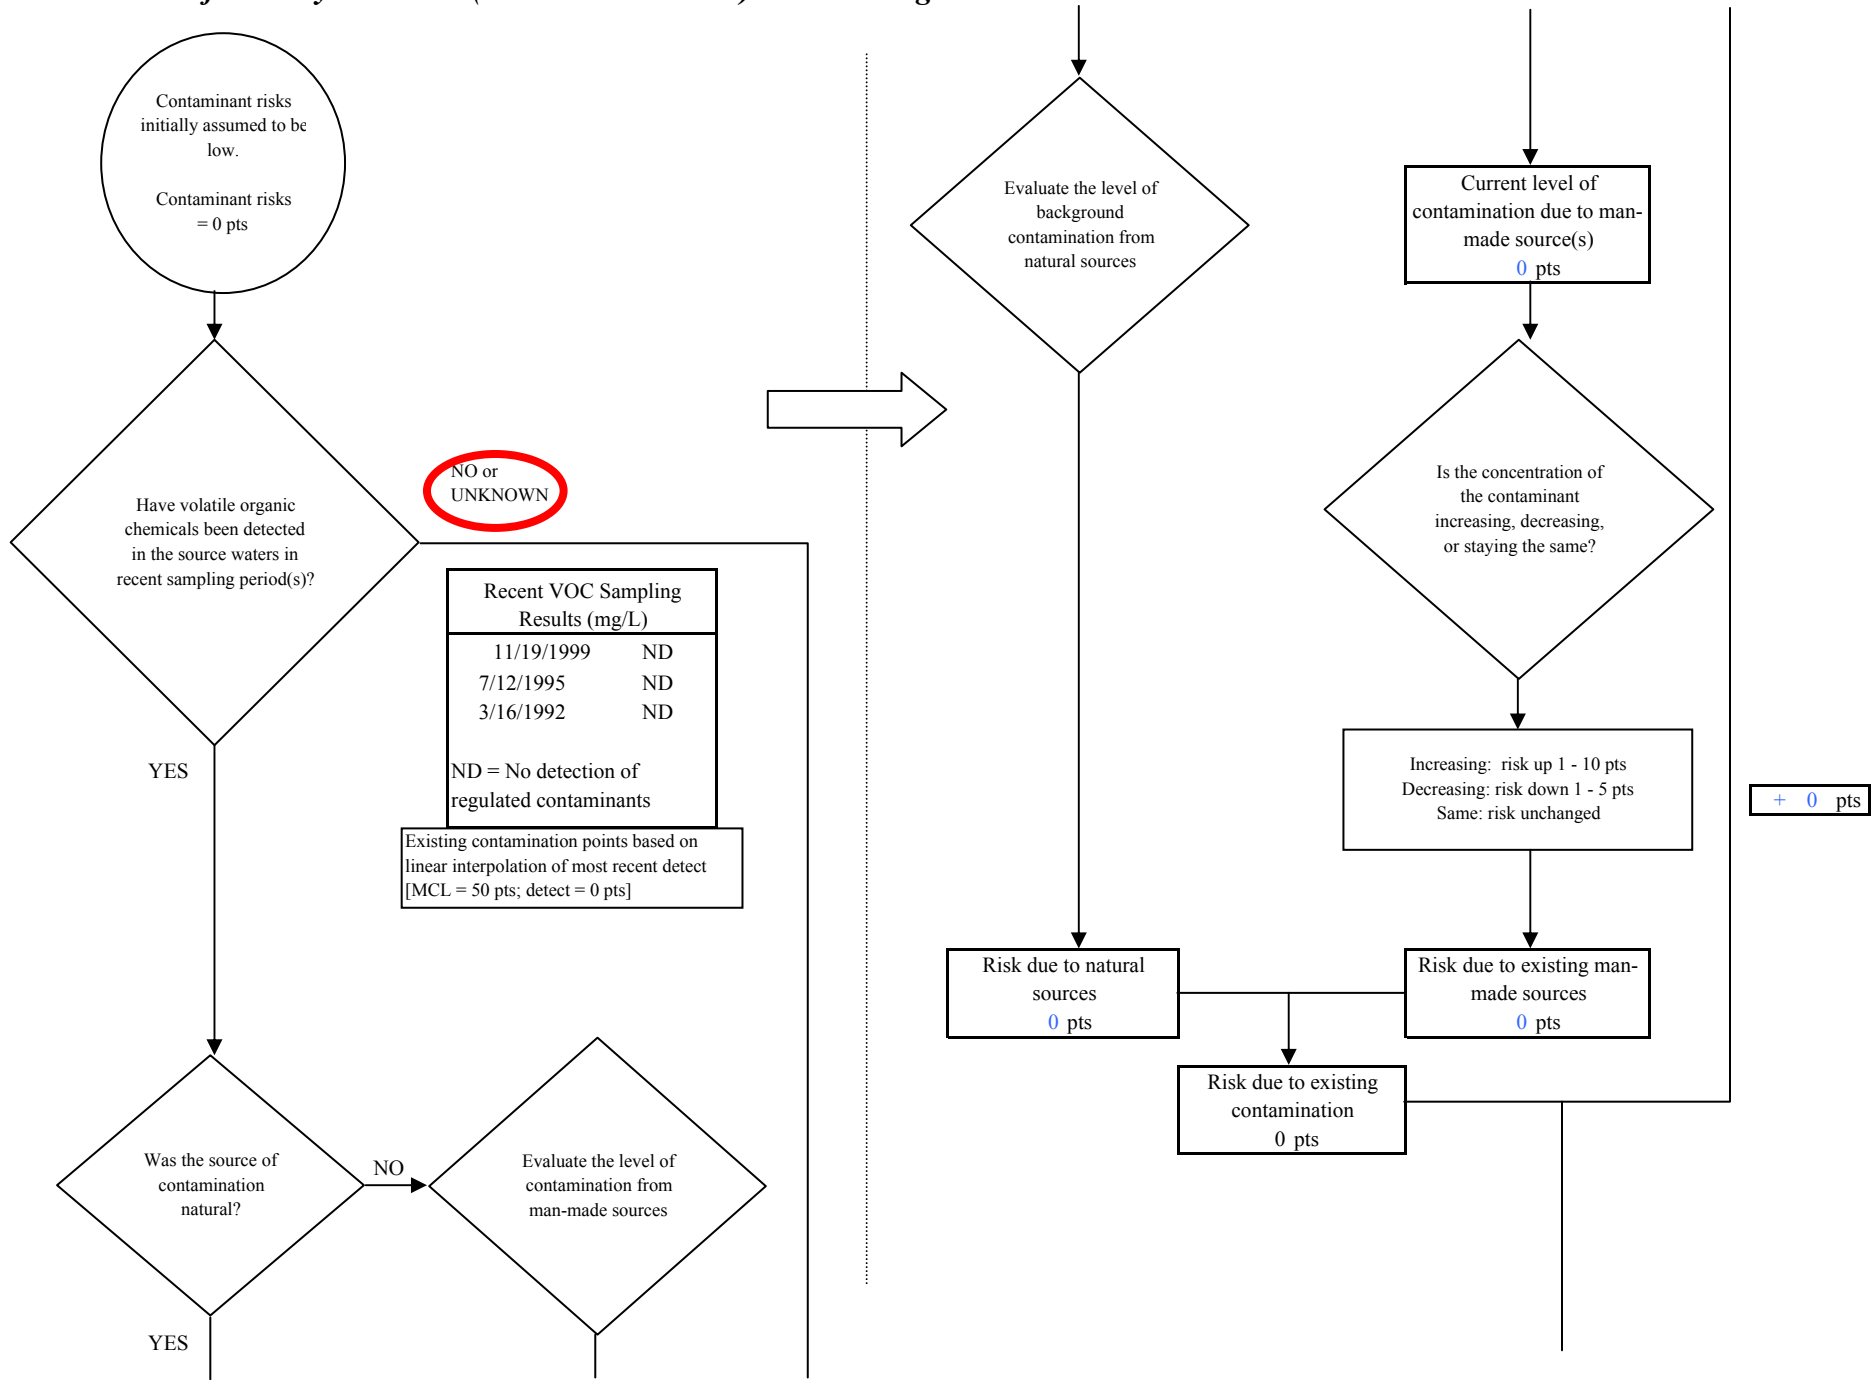 Contaminant risks
initially assumed to be
low.
Contaminant risks
= 0 pts
Have volatile organic
chemicals been detected
in the source waters in
recent sampling period(s)?
NO or
UNKNOWN
Recent VOC Sampling
Results (mg/L)
11/19/1999 ND
7/12/1995 ND
3/16/1992 ND
ND = No detection of
regulated contaminants
Existing contamination points based on
linear interpolation of most recent detect
[MCL = 50 pts; detect = 0 pts]
YES
Was the source of
contamination
natural?
NO
Evaluate the level of
contamination from
man-made sources
YES
Evaluate the level of
background
contamination from
natural sources
Current level of
contamination due to man-
made source(s)
0 pts
Is the concentration of
the contaminant
increasing, decreasing,
or staying the same?
Increasing: risk up 1 - 10 pts
Decreasing: risk down 1 - 5 pts
Same: risk unchanged
+ 0 pts
Risk due to natural
sources
0 pts
Risk due to existing man-
made sources
0 pts
Risk due to existing
contamination
0 pts